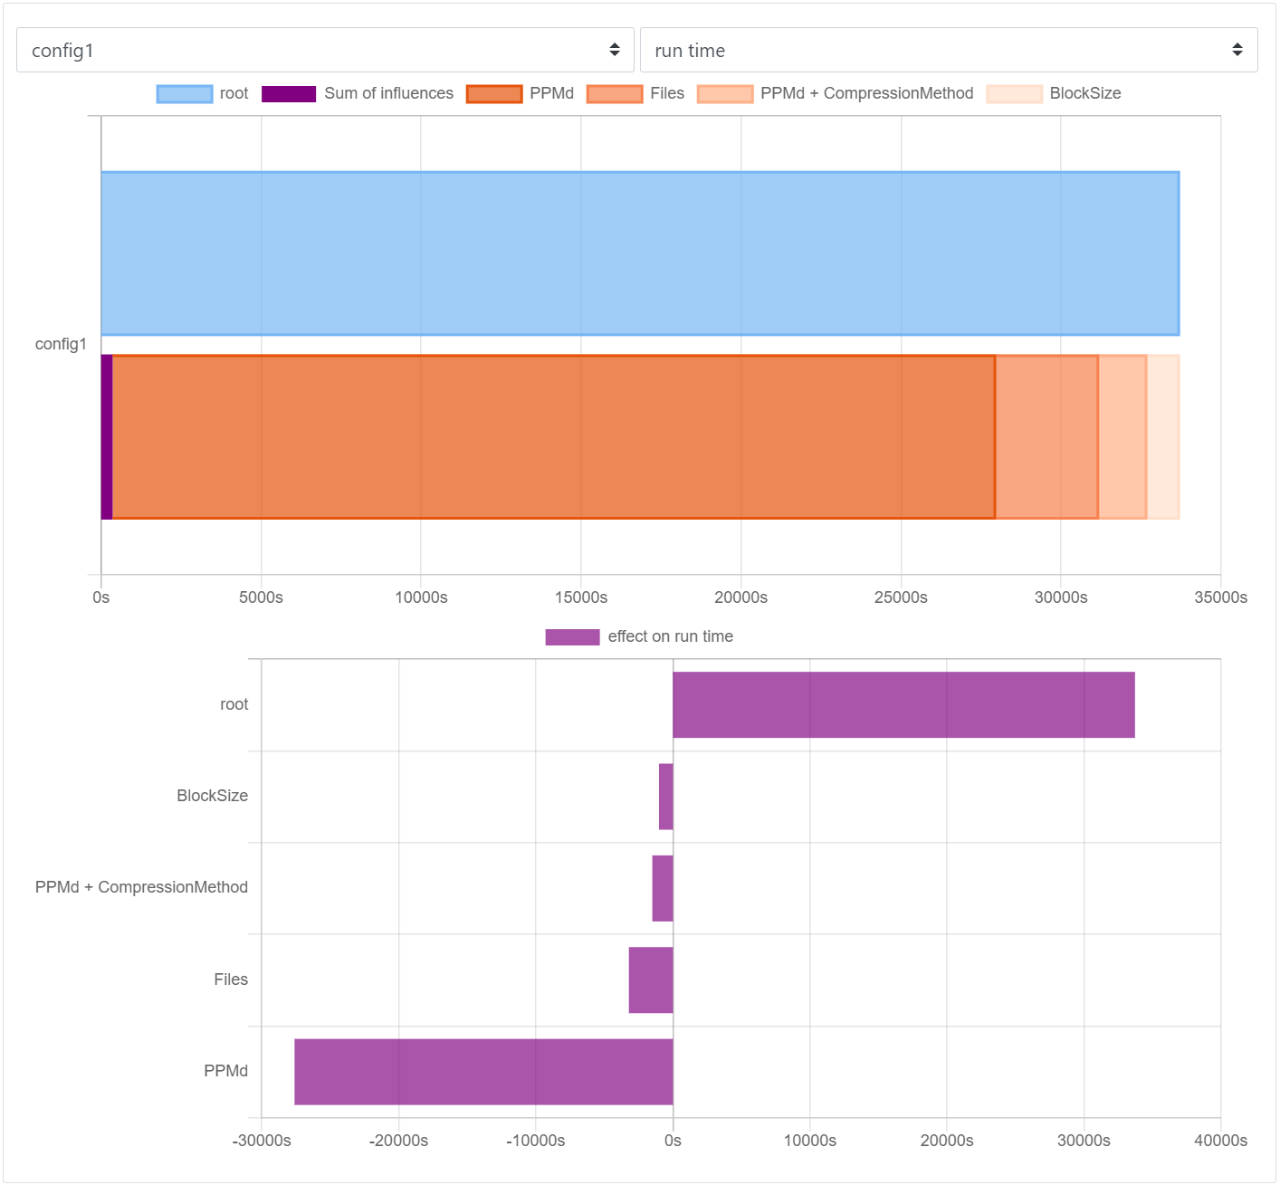 config1 run time
root Sum of influences PPMd Files PPMd + CompressionMethod BlockSize
config1
0s 5000s 10000s 15000s 20000s 25000s 30000s 35000s
effect on run time
root
BlockSize
PPMd + CompressionMethod
Files
PPMd
-30000s -20000s -10000s 0s 10000s 20000s 30000s 40000s